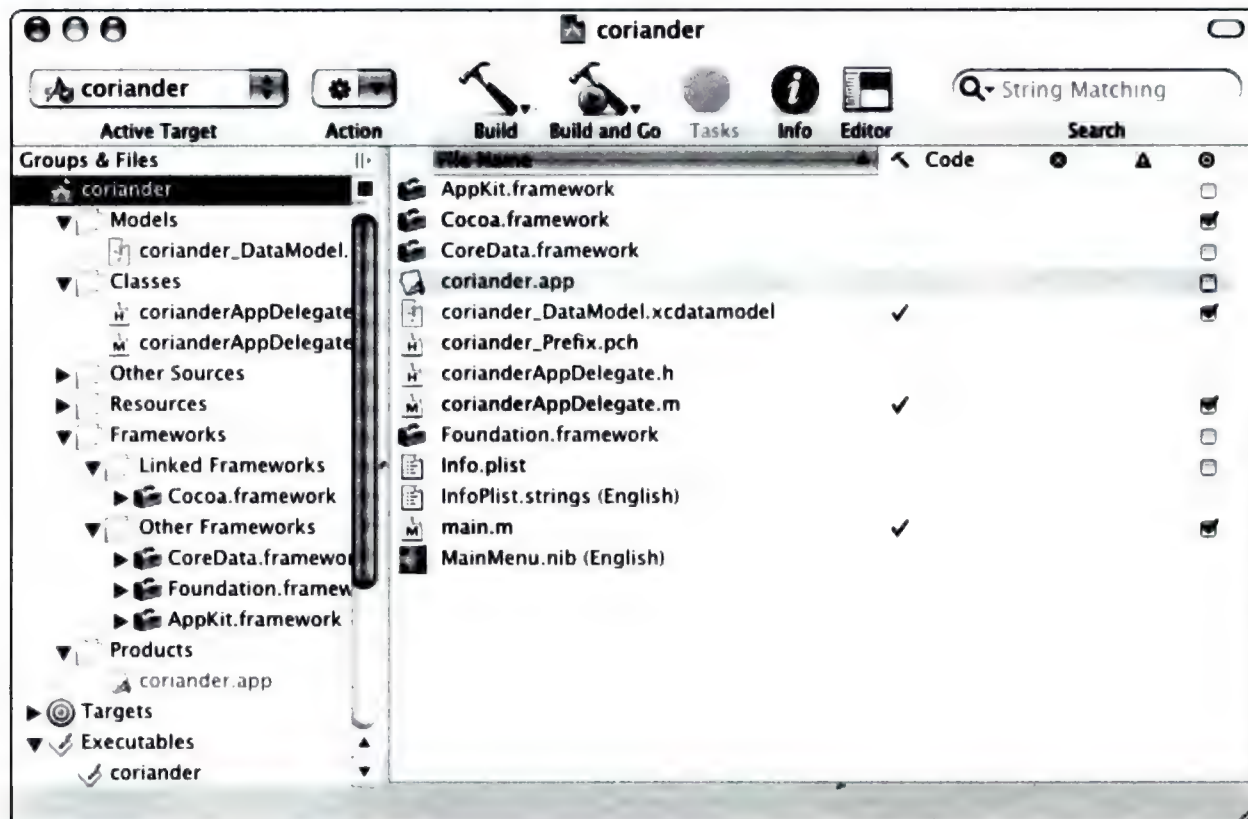 coriander
coriander
String Matching
Active Target
Action
Build
Build and Go
Tasks
Info
Editor
Search
Groups & Files
File Name
Code
coriander
Models
coriander_DataModel.
Classes
corianderAppDelegate
corianderAppDelegate
Other Sources
Resources
Frameworks
Linked Frameworks
Cocoa.framework
Other Frameworks
CoreData.framewo
Foundation.framew
AppKit.framework
Products
coriander.app
Targets
Executables
coriander
AppKit.framework
Cocoa.framework
CoreData.framework
coriander.app
coriander_DataModel.xcdatamodel
coriander_Prefix.pch
corianderAppDelegate.h
corianderAppDelegate.m
Foundation.framework
Info.plist
InfoPlist.strings (English)
main.m
MainMenu.nib (English)